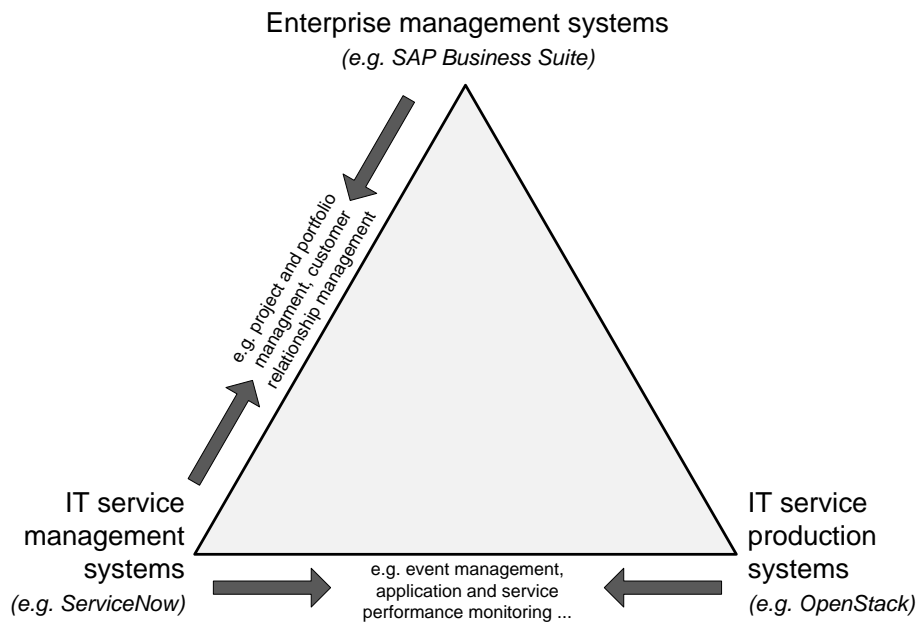 Enterprise management systems
(e.g. SAP Business Suite)
e.g. project and portfolio
managment, customer
relationship management
IT service
management
systems
(e.g. ServiceNow)
e.g. event management,
application and service
performance monitoring ...
IT service
production
systems
(e.g. OpenStack)